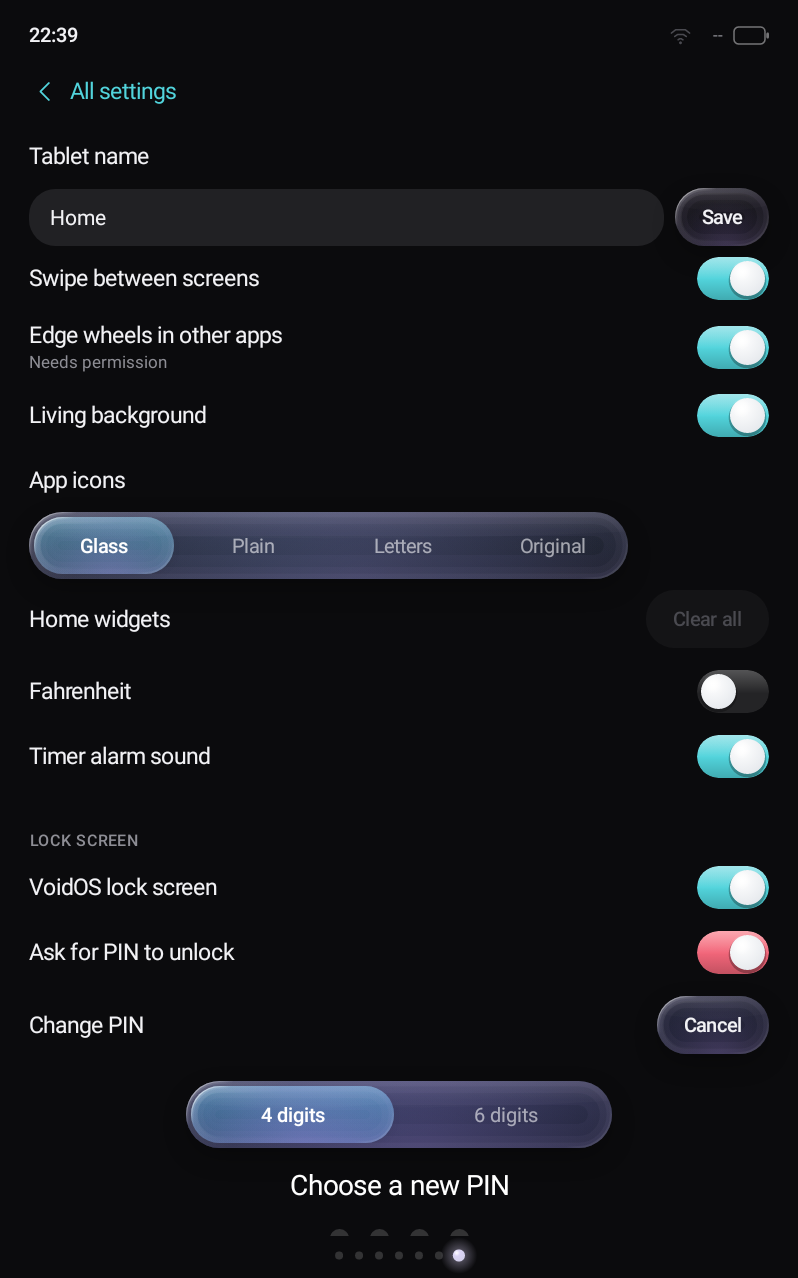 22:39
--
All settings
Tablet name
Home
Save
Swipe between screens
Edge wheels in other apps
Needs permission
Living background
App icons
Glass Plain Letters Original
Home widgets
Clear all
Fahrenheit
Timer alarm sound
LOCK SCREEN
VoidOS lock screen
Ask for PIN to unlock
Change PIN
Cancel
4 digits 6 digits
Choose a new PIN